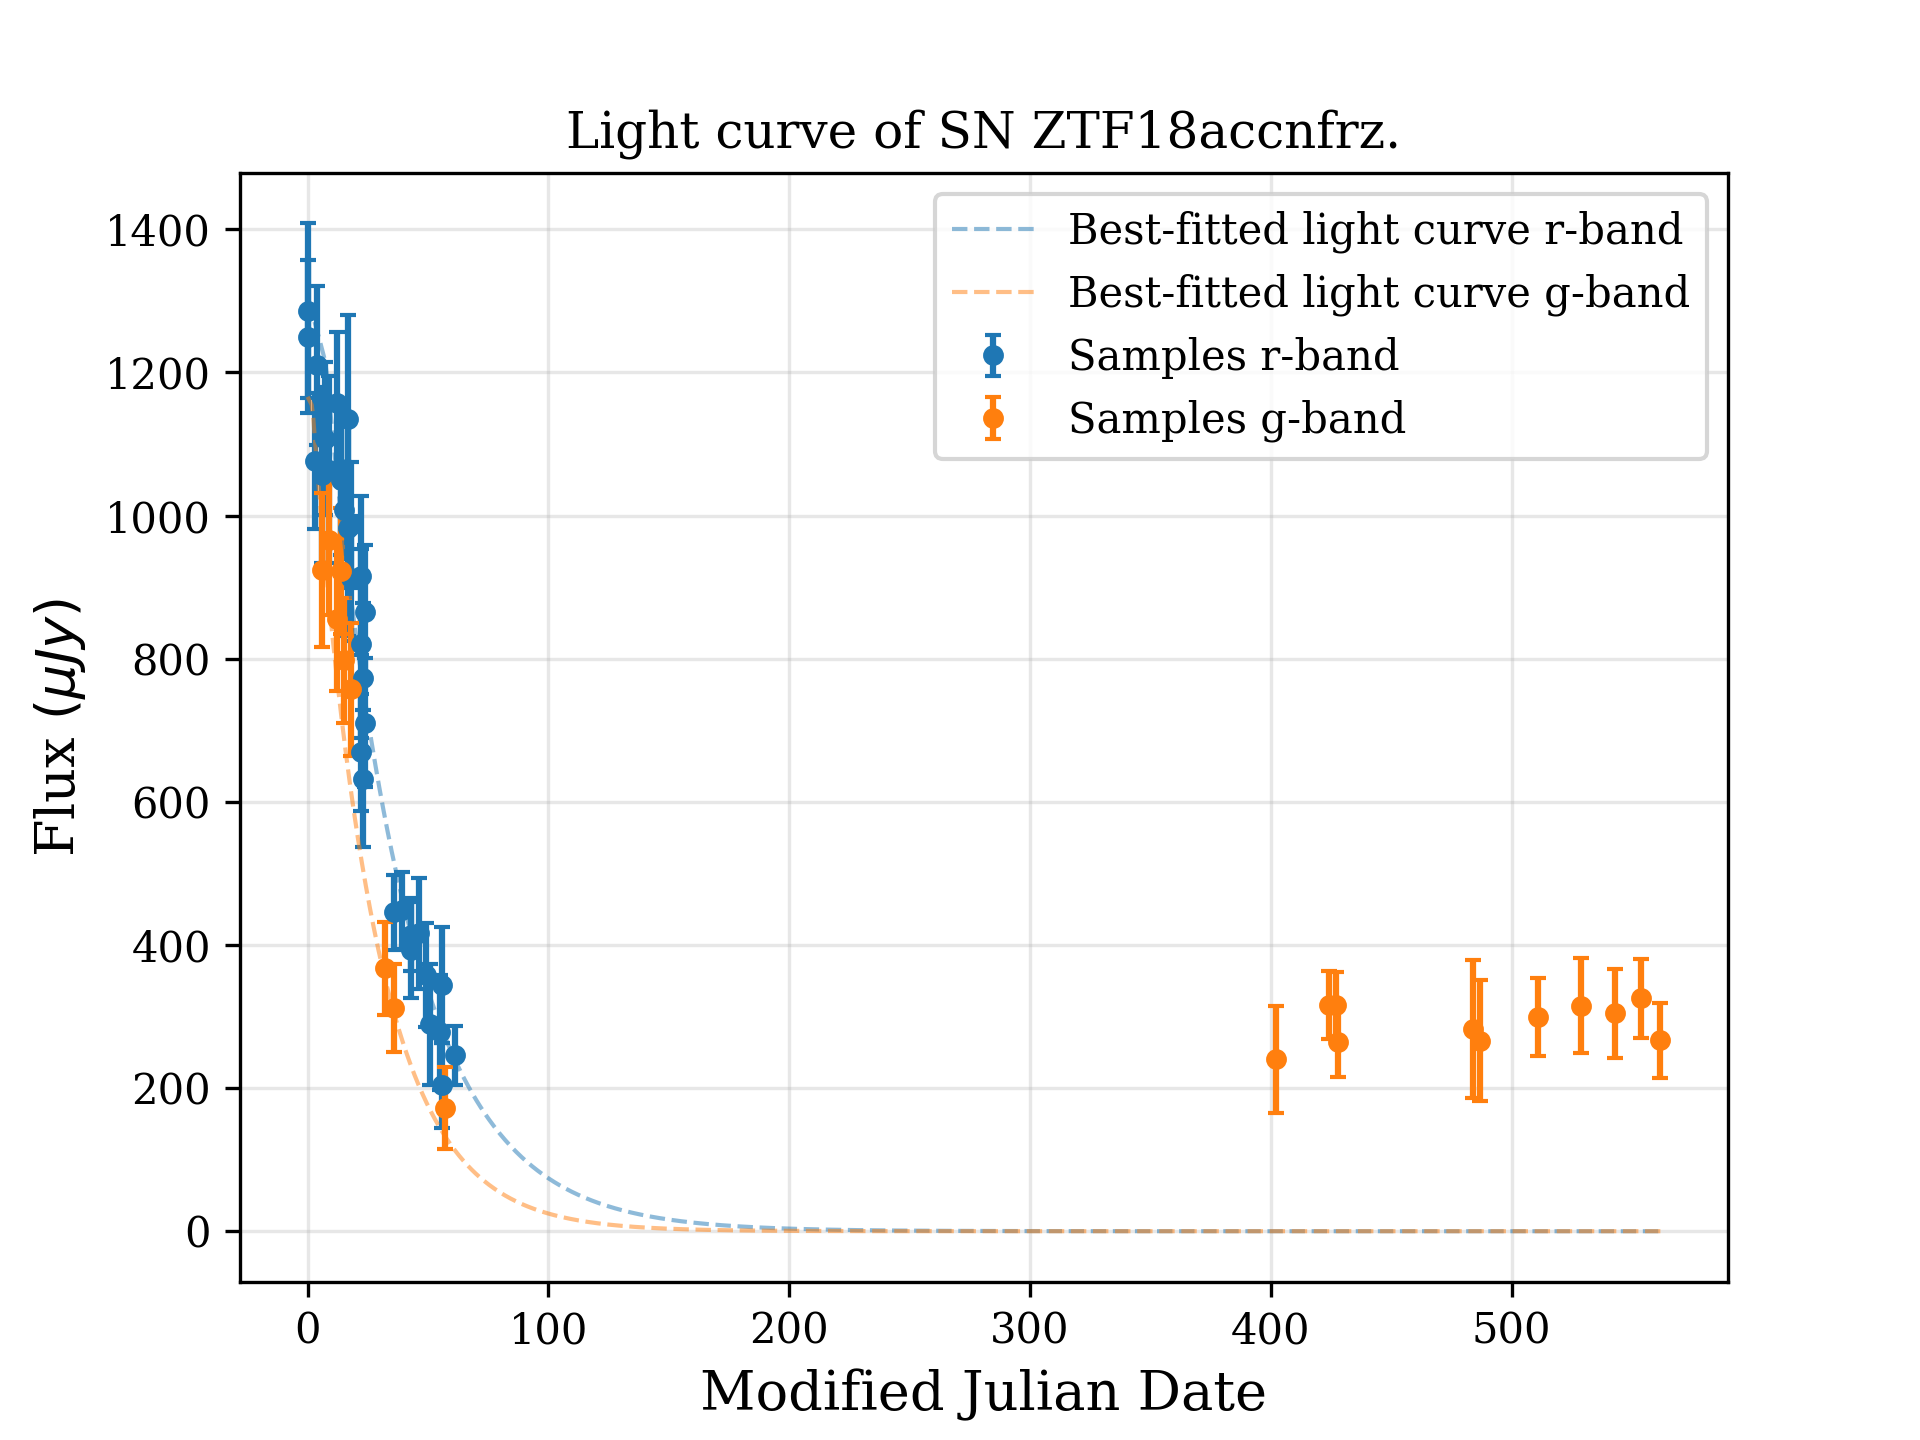 Light curve of SN ZTF18accnfrz.
1400
1200
1000
800
600
400
200
0
Flux (μJy)
Best-fitted light curve r-band
Best-fitted light curve g-band
Samples r-band
Samples g-band
0 100 200 300 400 500
Modified Julian Date